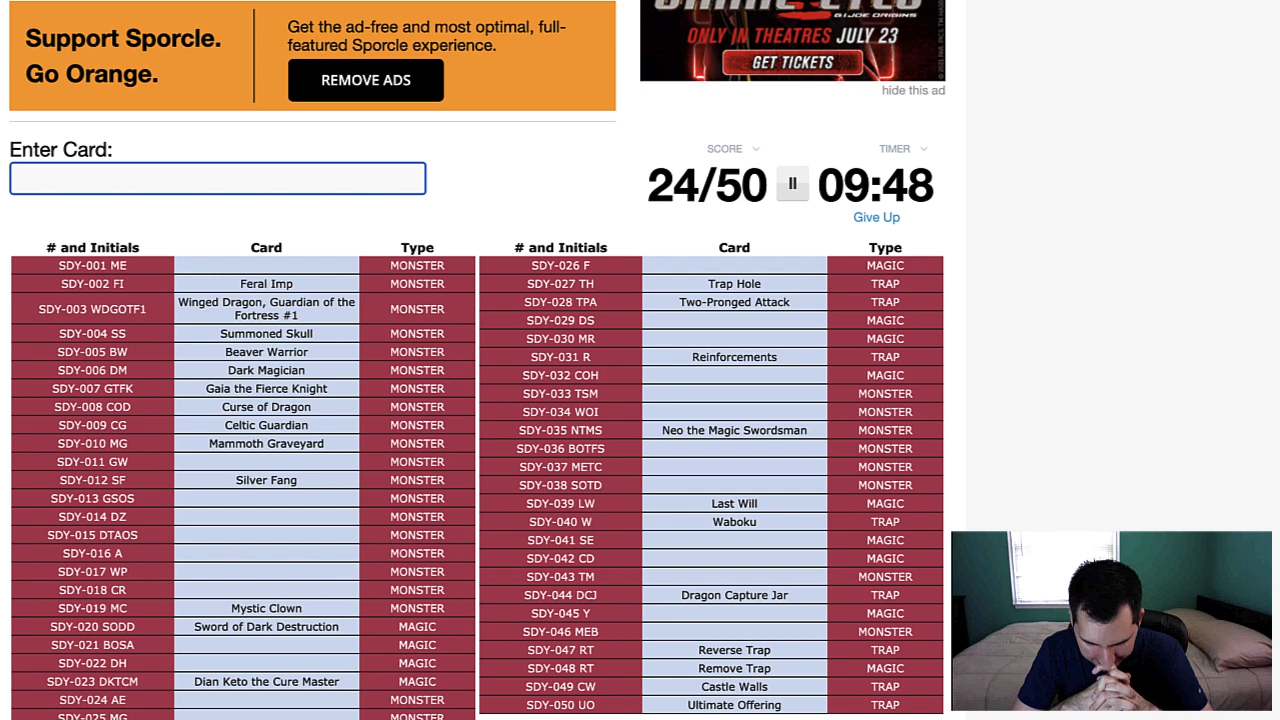 Support Sporcle.
Go Orange.
Get the ad-free and most optimal, full-
featured Sporcle experience.
REMOVE ADS
G.I.JOE ORIGINS
ONLY IN THEATRES JULY 23
GET TICKETS
hide this ad
Enter Card:
SCORE TIMER
24/50 09:48
Give Up
# and Initials Card Type
SDY-001 ME MONSTER
SDY-002 FI Feral Imp MONSTER
SDY-003 WDGOTF1 Winged Dragon, Guardian of the Fortress #1 MONSTER
SDY-004 SS Summoned Skull MONSTER
SDY-005 BW Beaver Warrior MONSTER
SDY-006 DM Dark Magician MONSTER
SDY-007 GTFK Gaia the Fierce Knight MONSTER
SDY-008 COD Curse of Dragon MONSTER
SDY-009 CG Celtic Guardian MONSTER
SDY-010 MG Mammoth Graveyard MONSTER
SDY-011 GW MONSTER
SDY-012 SF Silver Fang MONSTER
SDY-013 GSOS MONSTER
SDY-014 DZ MONSTER
SDY-015 DTAOS MONSTER
SDY-016 A MONSTER
SDY-017 WP MONSTER
SDY-018 CR MONSTER
SDY-019 MC Mystic Clown MONSTER
SDY-020 SODD Sword of Dark Destruction MAGIC
SDY-021 BOSA MAGIC
SDY-022 DH MAGIC
SDY-023 DKTCM Dian Keto the Cure Master MAGIC
SDY-024 AE MONSTER
SDY-025 MG MONSTER
# and Initials Card Type
SDY-026 F MAGIC
SDY-027 TH Trap Hole TRAP
SDY-028 TPA Two-Pronged Attack TRAP
SDY-029 DS MAGIC
SDY-030 MR MAGIC
SDY-031 R Reinforcements TRAP
SDY-032 COH MAGIC
SDY-033 TSM MONSTER
SDY-034 WOI MONSTER
SDY-035 NTMS Neo the Magic Swordsman MONSTER
SDY-036 BOTFS MONSTER
SDY-037 METC MONSTER
SDY-038 SOTD MONSTER
SDY-039 LW Last Will MAGIC
SDY-040 W Waboku TRAP
SDY-041 SE MAGIC
SDY-042 CD MAGIC
SDY-043 TM MONSTER
SDY-044 DCJ Dragon Capture Jar TRAP
SDY-045 Y MAGIC
SDY-046 MEB MONSTER
SDY-047 RT Reverse Trap TRAP
SDY-048 RT Remove Trap MAGIC
SDY-049 CW Castle Walls TRAP
SDY-050 UO Ultimate Offering TRAP